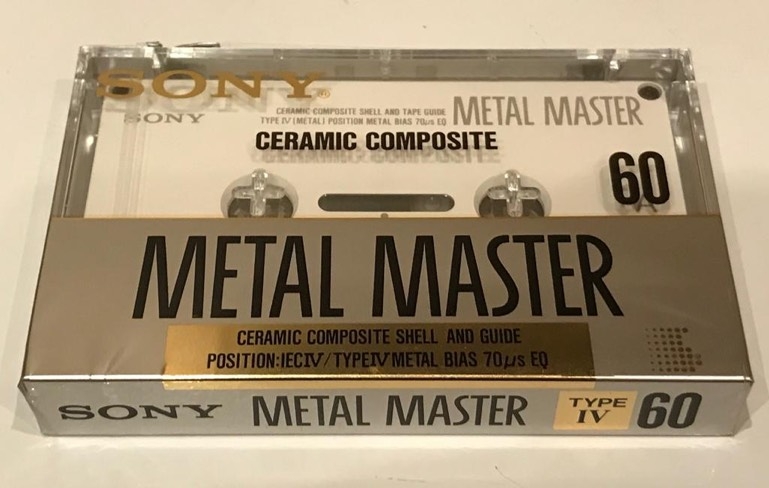 SONY®
SONY
CERAMIC COMPOSITE SHELL AND TAPE GUIDE
TYPE IV (METAL) POSITION METAL BIAS 70µs EQ
METAL MASTER
CERAMIC COMPOSITE
60
A
METAL MASTER
CERAMIC COMPOSITE SHELL AND GUIDE
POSITION:IECIV/TYPEIV METAL BIAS 70µs EQ
SONY METAL MASTER TYPE IV 60